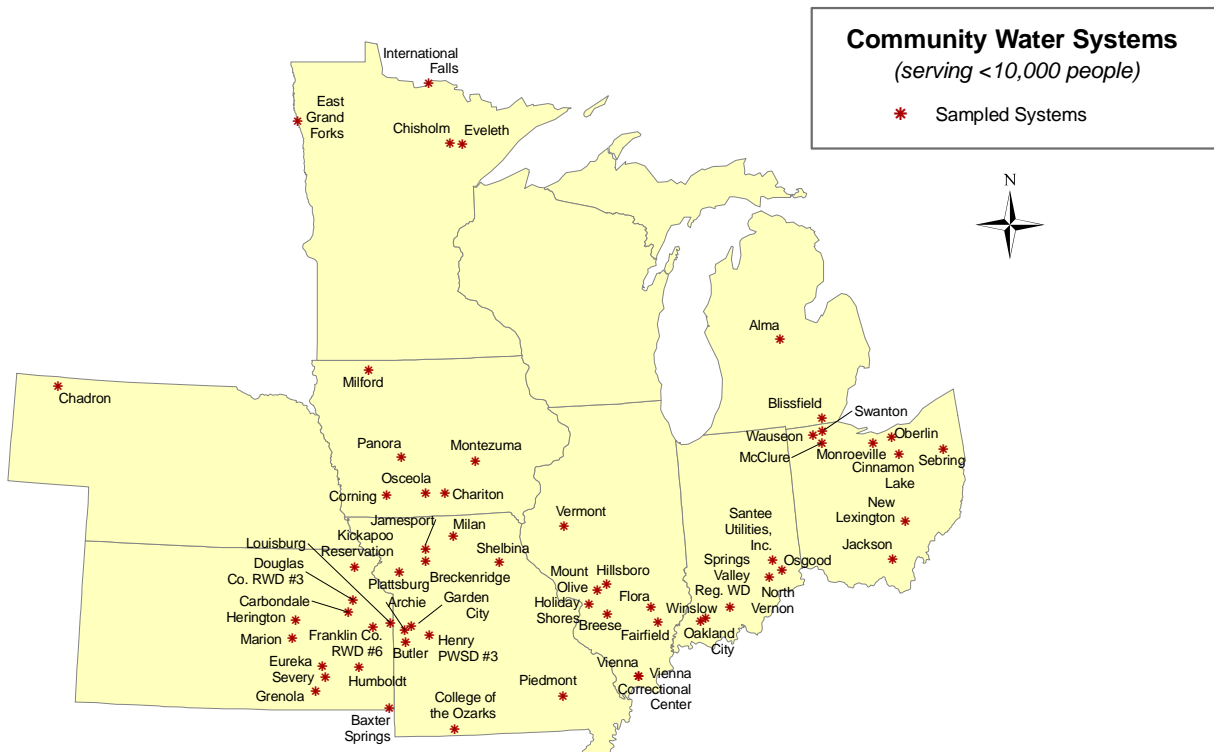 Community Water Systems
(serving <10,000 people)
Sampled Systems
N
International
Falls
East
Grand
Forks
Chisholm
Eveleth
Alma
Milford
Chadron
Blissfield
Swanton
Wauseon
McClure
Oberlin
Monroeville
Cinnamon
Lake
Sebring
New
Lexington
Jackson
Panora
Montezuma
Osceola
Corning
Chariton
Jamesport
Milan
Kickapoo
Reservation
Shelbina
Louisburg
Douglas
Co. RWD #3
Plattsburg
Breckenridge
Carbondale
Archie
Garden
City
Herington
Marion
Franklin Co.
RWD #6
Butler
Henry
PWSD #3
Eureka
Severy
Grenola
Humboldt
Baxter
Springs
College of
the Ozarks
Piedmont
Vermont
Mount
Olive
Hillsboro
Holiday
Shores
Breese
Flora
Fairfield
Vienna
Vienna
Correctional
Center
Santee
Utilities,
Inc.
Osgood
Springs
Valley
Reg. WD
North
Vernon
Winslow
Oakland
City